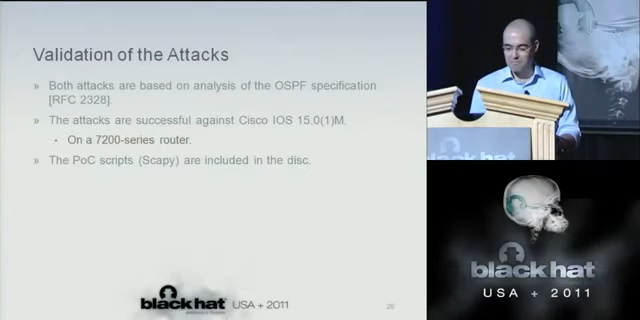 Validation of the Attacks
» Both attacks are based on analysis of the OSPF specification
[RFC 2328].
» The attacks are successful against Cisco IOS 15.0(1)M.
• On a 7200-series router.
» The PoC scripts (Scapy) are included in the disc.
black hat USA + 2011
26
black hat
black hat
USA + 2011